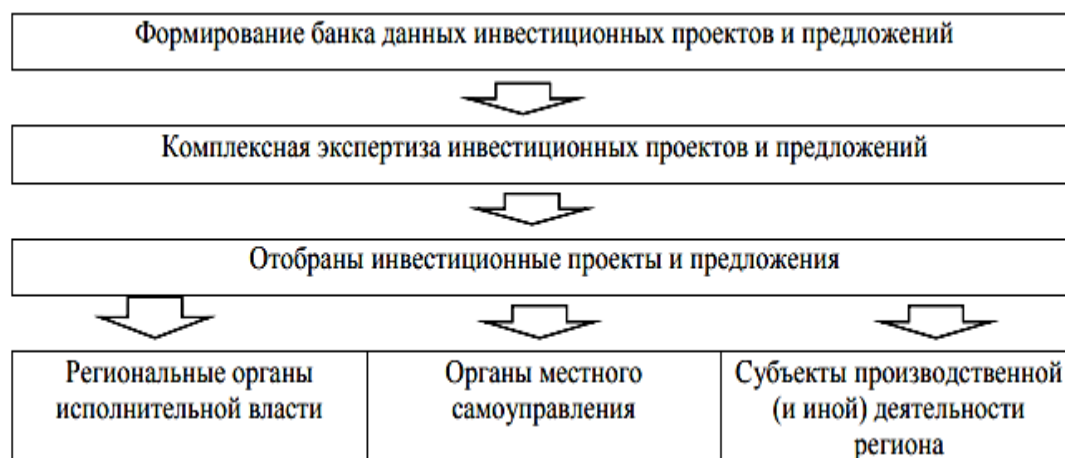 Формирование банка данных инвестиционных проектов и предложений
Комплексная экспертиза инвестиционных проектов и предложений
Отобраны инвестиционные проекты и предложения
Региональные органы
исполнительной власти
Органы местного
самоуправления
Субъекты производственной
(и иной) деятельности
региона